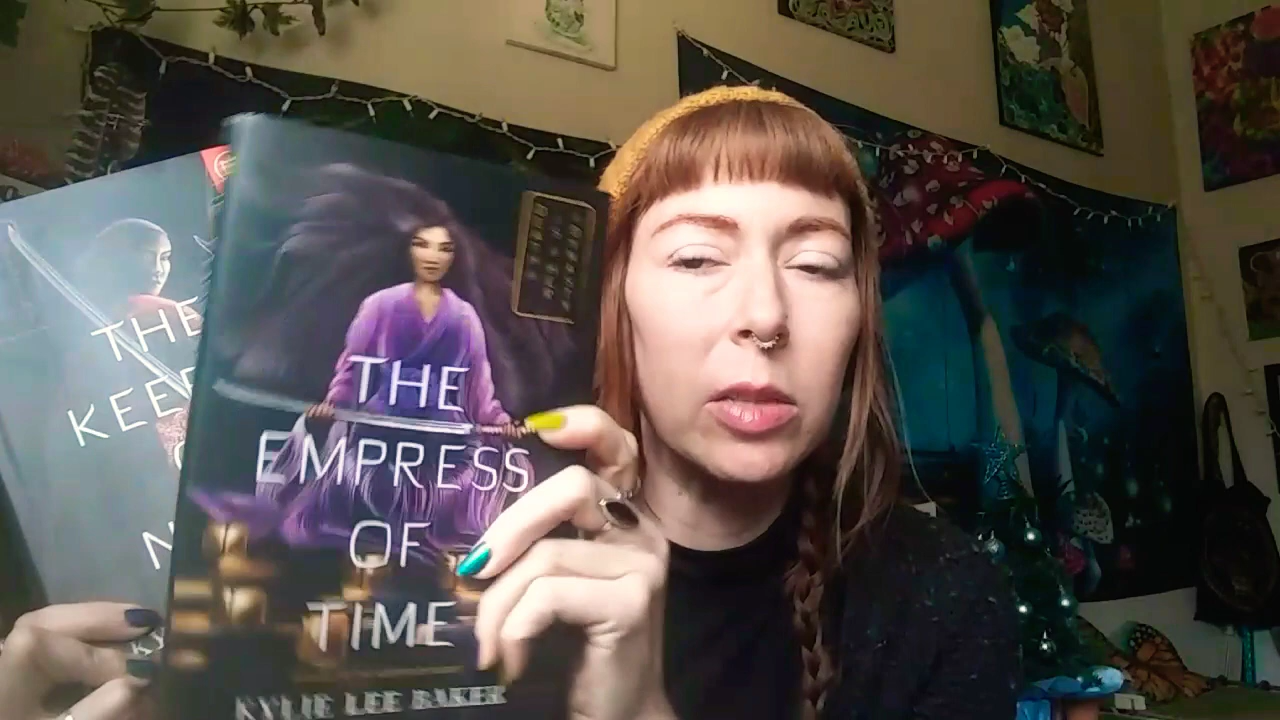 THE
KEE
THE
EMPRESS
OF
TIME
KYLIE LEE BAKER